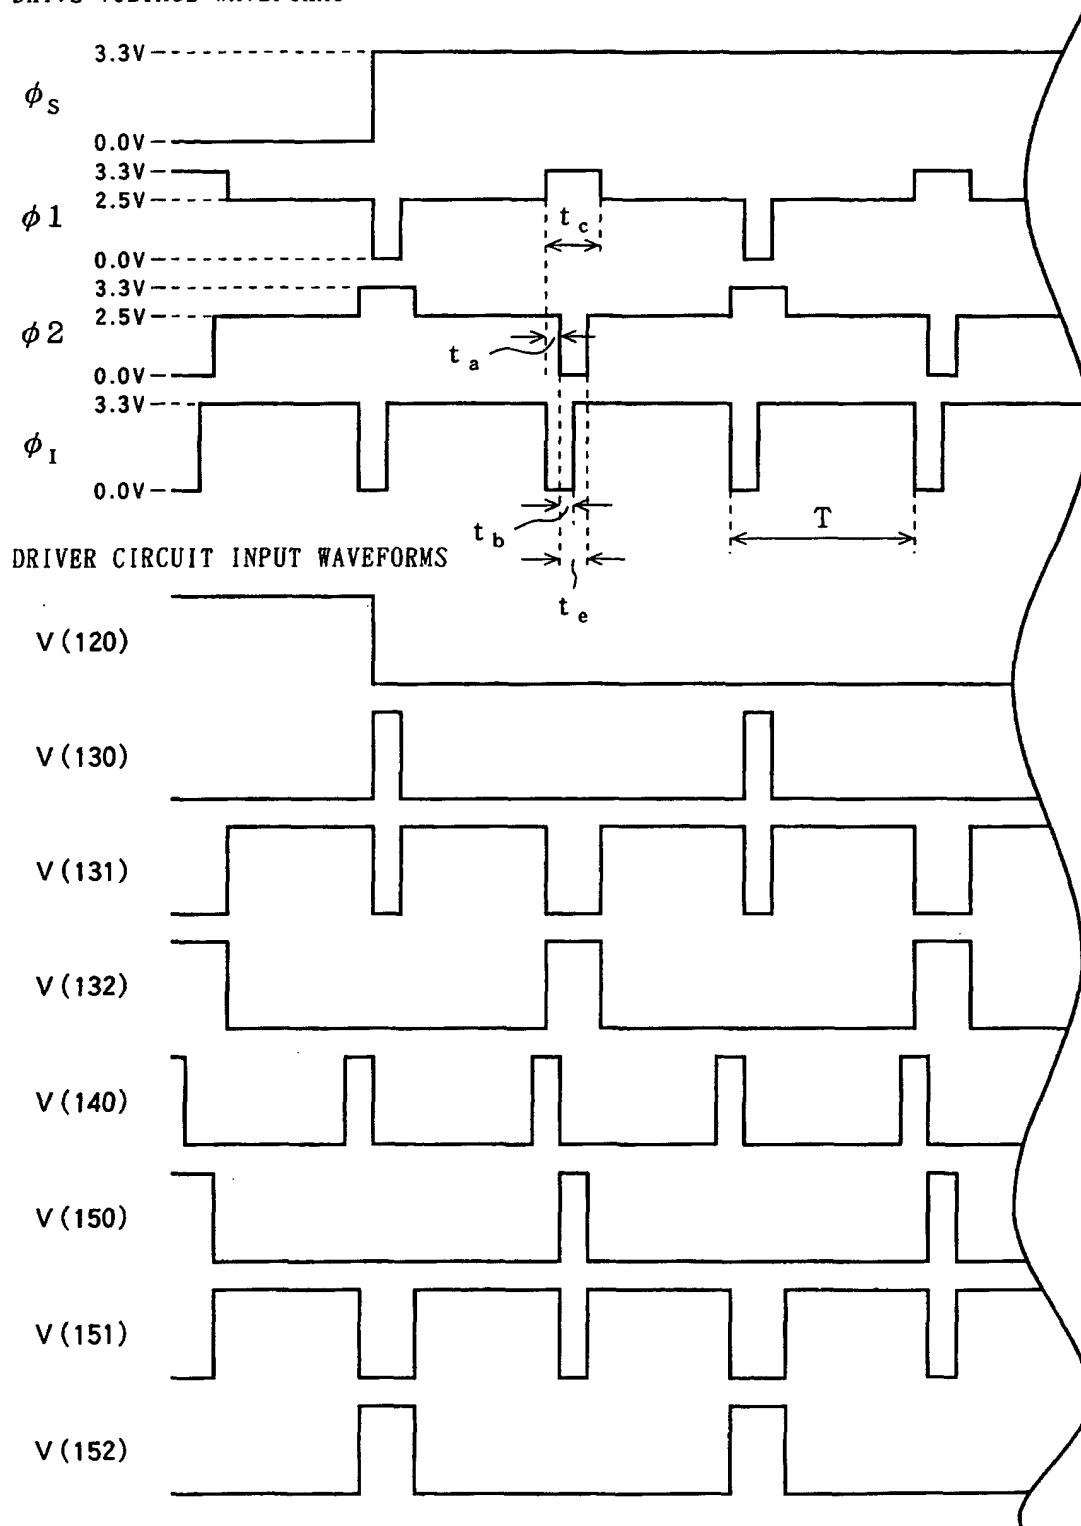 3.3V
ϕS
0.0V
3.3V
2.5V
ϕ1
tc
0.0V
3.3V
2.5V
ϕ2
ta
0.0V
3.3V
ϕI
0.0V
tb
T
DRIVER CIRCUIT INPUT WAVEFORMS
te
V(120)
V(130)
V(131)
V(132)
V(140)
V(150)
V(151)
V(152)